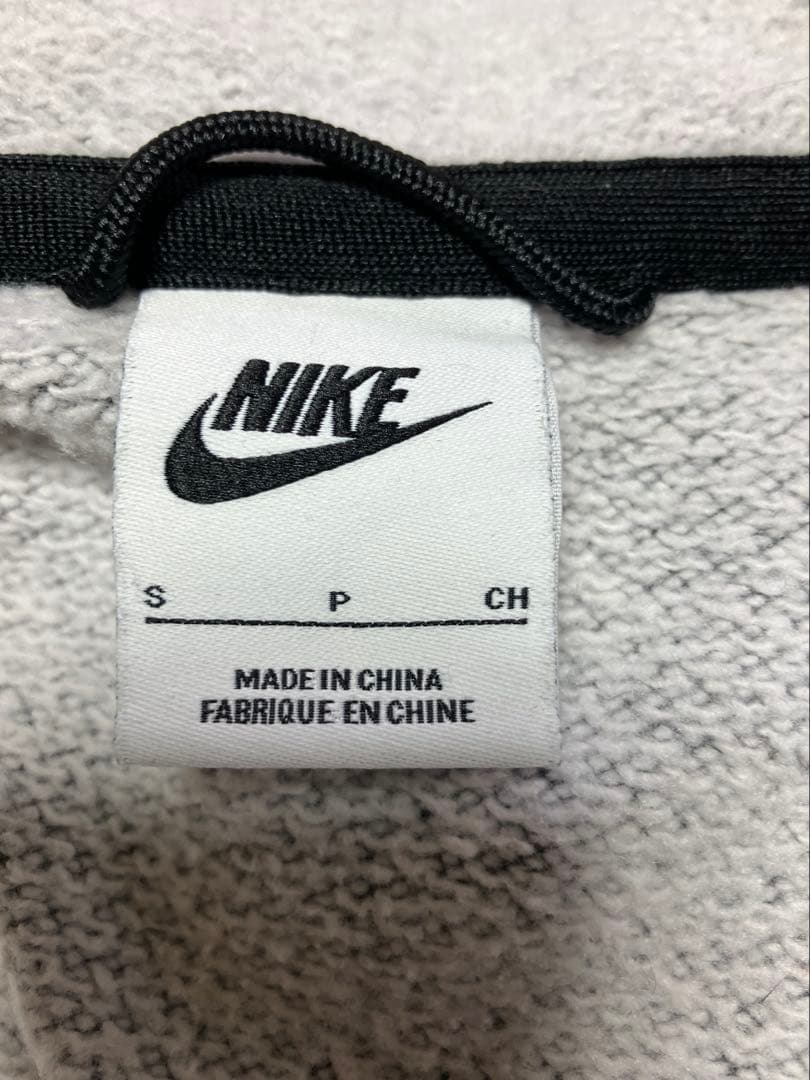 NIKE
S P CH
MADE IN CHINA
FABRIQUE EN CHINE